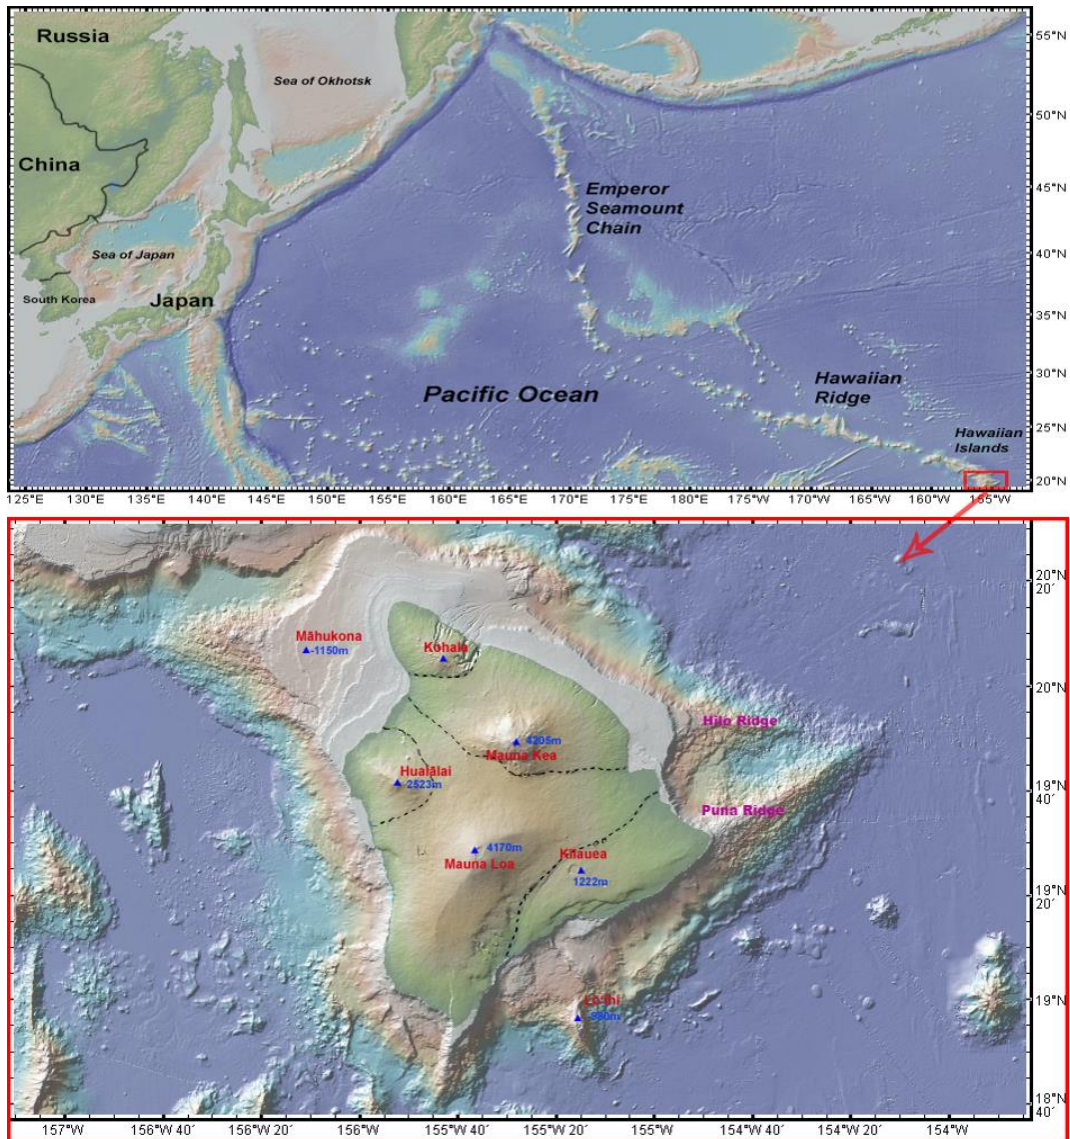 Russia
Sea of Okhotsk
China
Emperor
Seamount
Chain
Sea of Japan
South Korea
Japan
Pacific Ocean
Hawaiian
Ridge
Hawaiian
Islands
55°N
50°N
45°N
40°N
35°N
30°N
25°N
20°N
125°E 130°E 135°E 140°E 145°E 150°E 155°E 160°E 165°E 170°E 175°E 180°W 175°W 170°W 165°W 160°W 155°W
Māhukona
-1150m
Kohala
Hilo Ridge
4205m
Mauna Kea
Hualālai
2523m
Puna Ridge
4170m
Mauna Loa
Kilauea
1222m
Lō'ihi
20°N
20´
20°N
19°N
40´
19°N
20´
19°N
18°N
40´
157°W 156°W 40´ 156°W 20´ 156°W 155°W 40´ 155°W 20´ 155°W 154°W 40´ 154°W 20´ 154°W